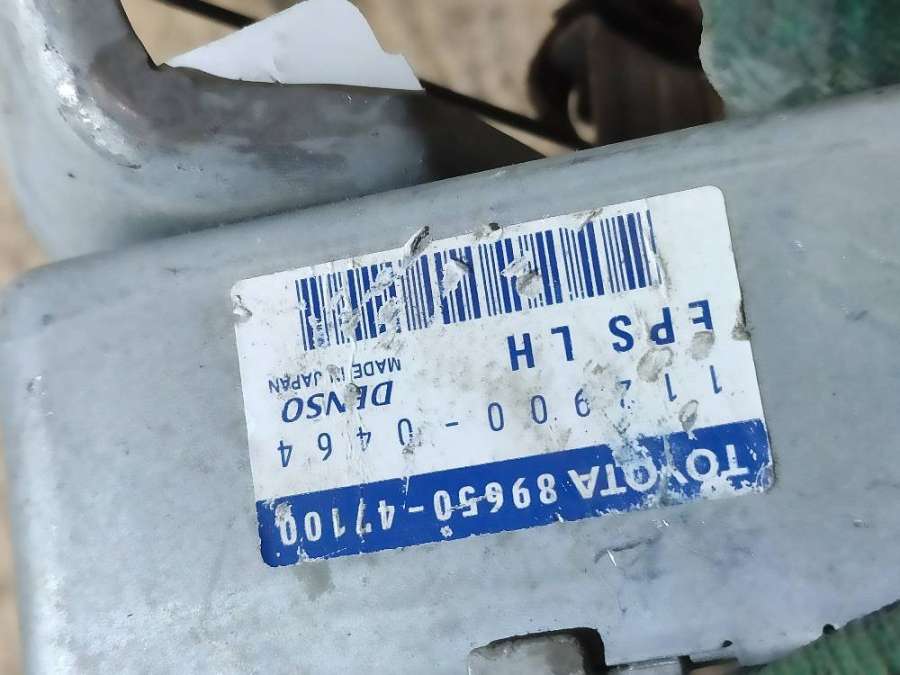 TOYOTA 89650-47100
112900-0464
DENSO
MADE IN JAPAN
EPS LH